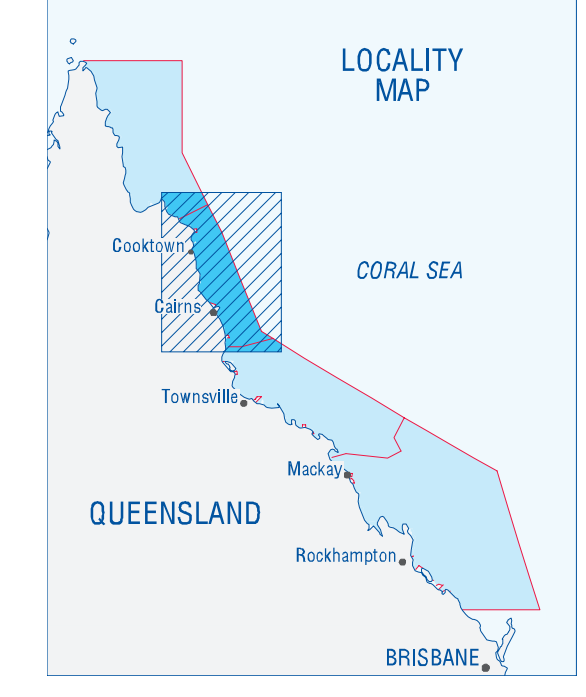 LOCALITY
MAP
Cooktown
CORAL SEA
Cairns
Townsville
Mackay
QUEENSLAND
Rockhampton
BRISBANE